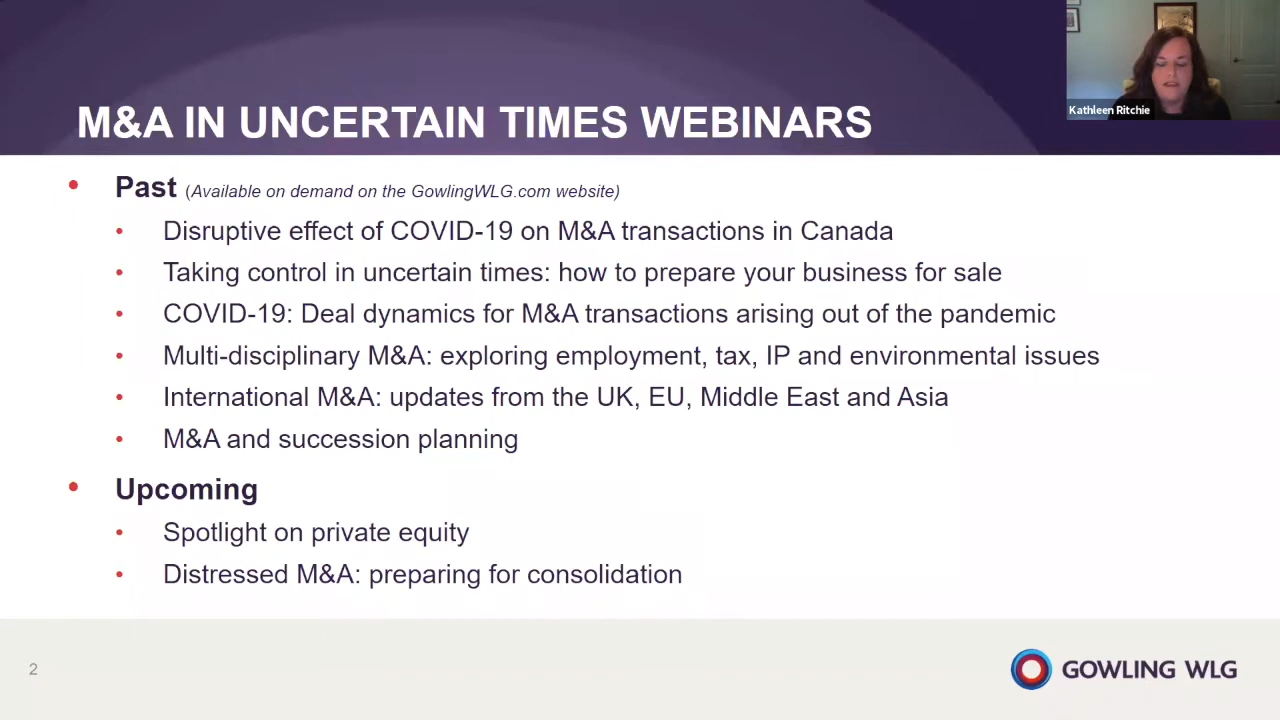 Kathleen Ritchie
M&A IN UNCERTAIN TIMES WEBINARS
• Past (Available on demand on the GowlingWLG.com website)
• Disruptive effect of COVID-19 on M&A transactions in Canada
• Taking control in uncertain times: how to prepare your business for sale
• COVID-19: Deal dynamics for M&A transactions arising out of the pandemic
• Multi-disciplinary M&A: exploring employment, tax, IP and environmental issues
• International M&A: updates from the UK, EU, Middle East and Asia
• M&A and succession planning
• Upcoming
• Spotlight on private equity
• Distressed M&A: preparing for consolidation
2
GOWLING WLG